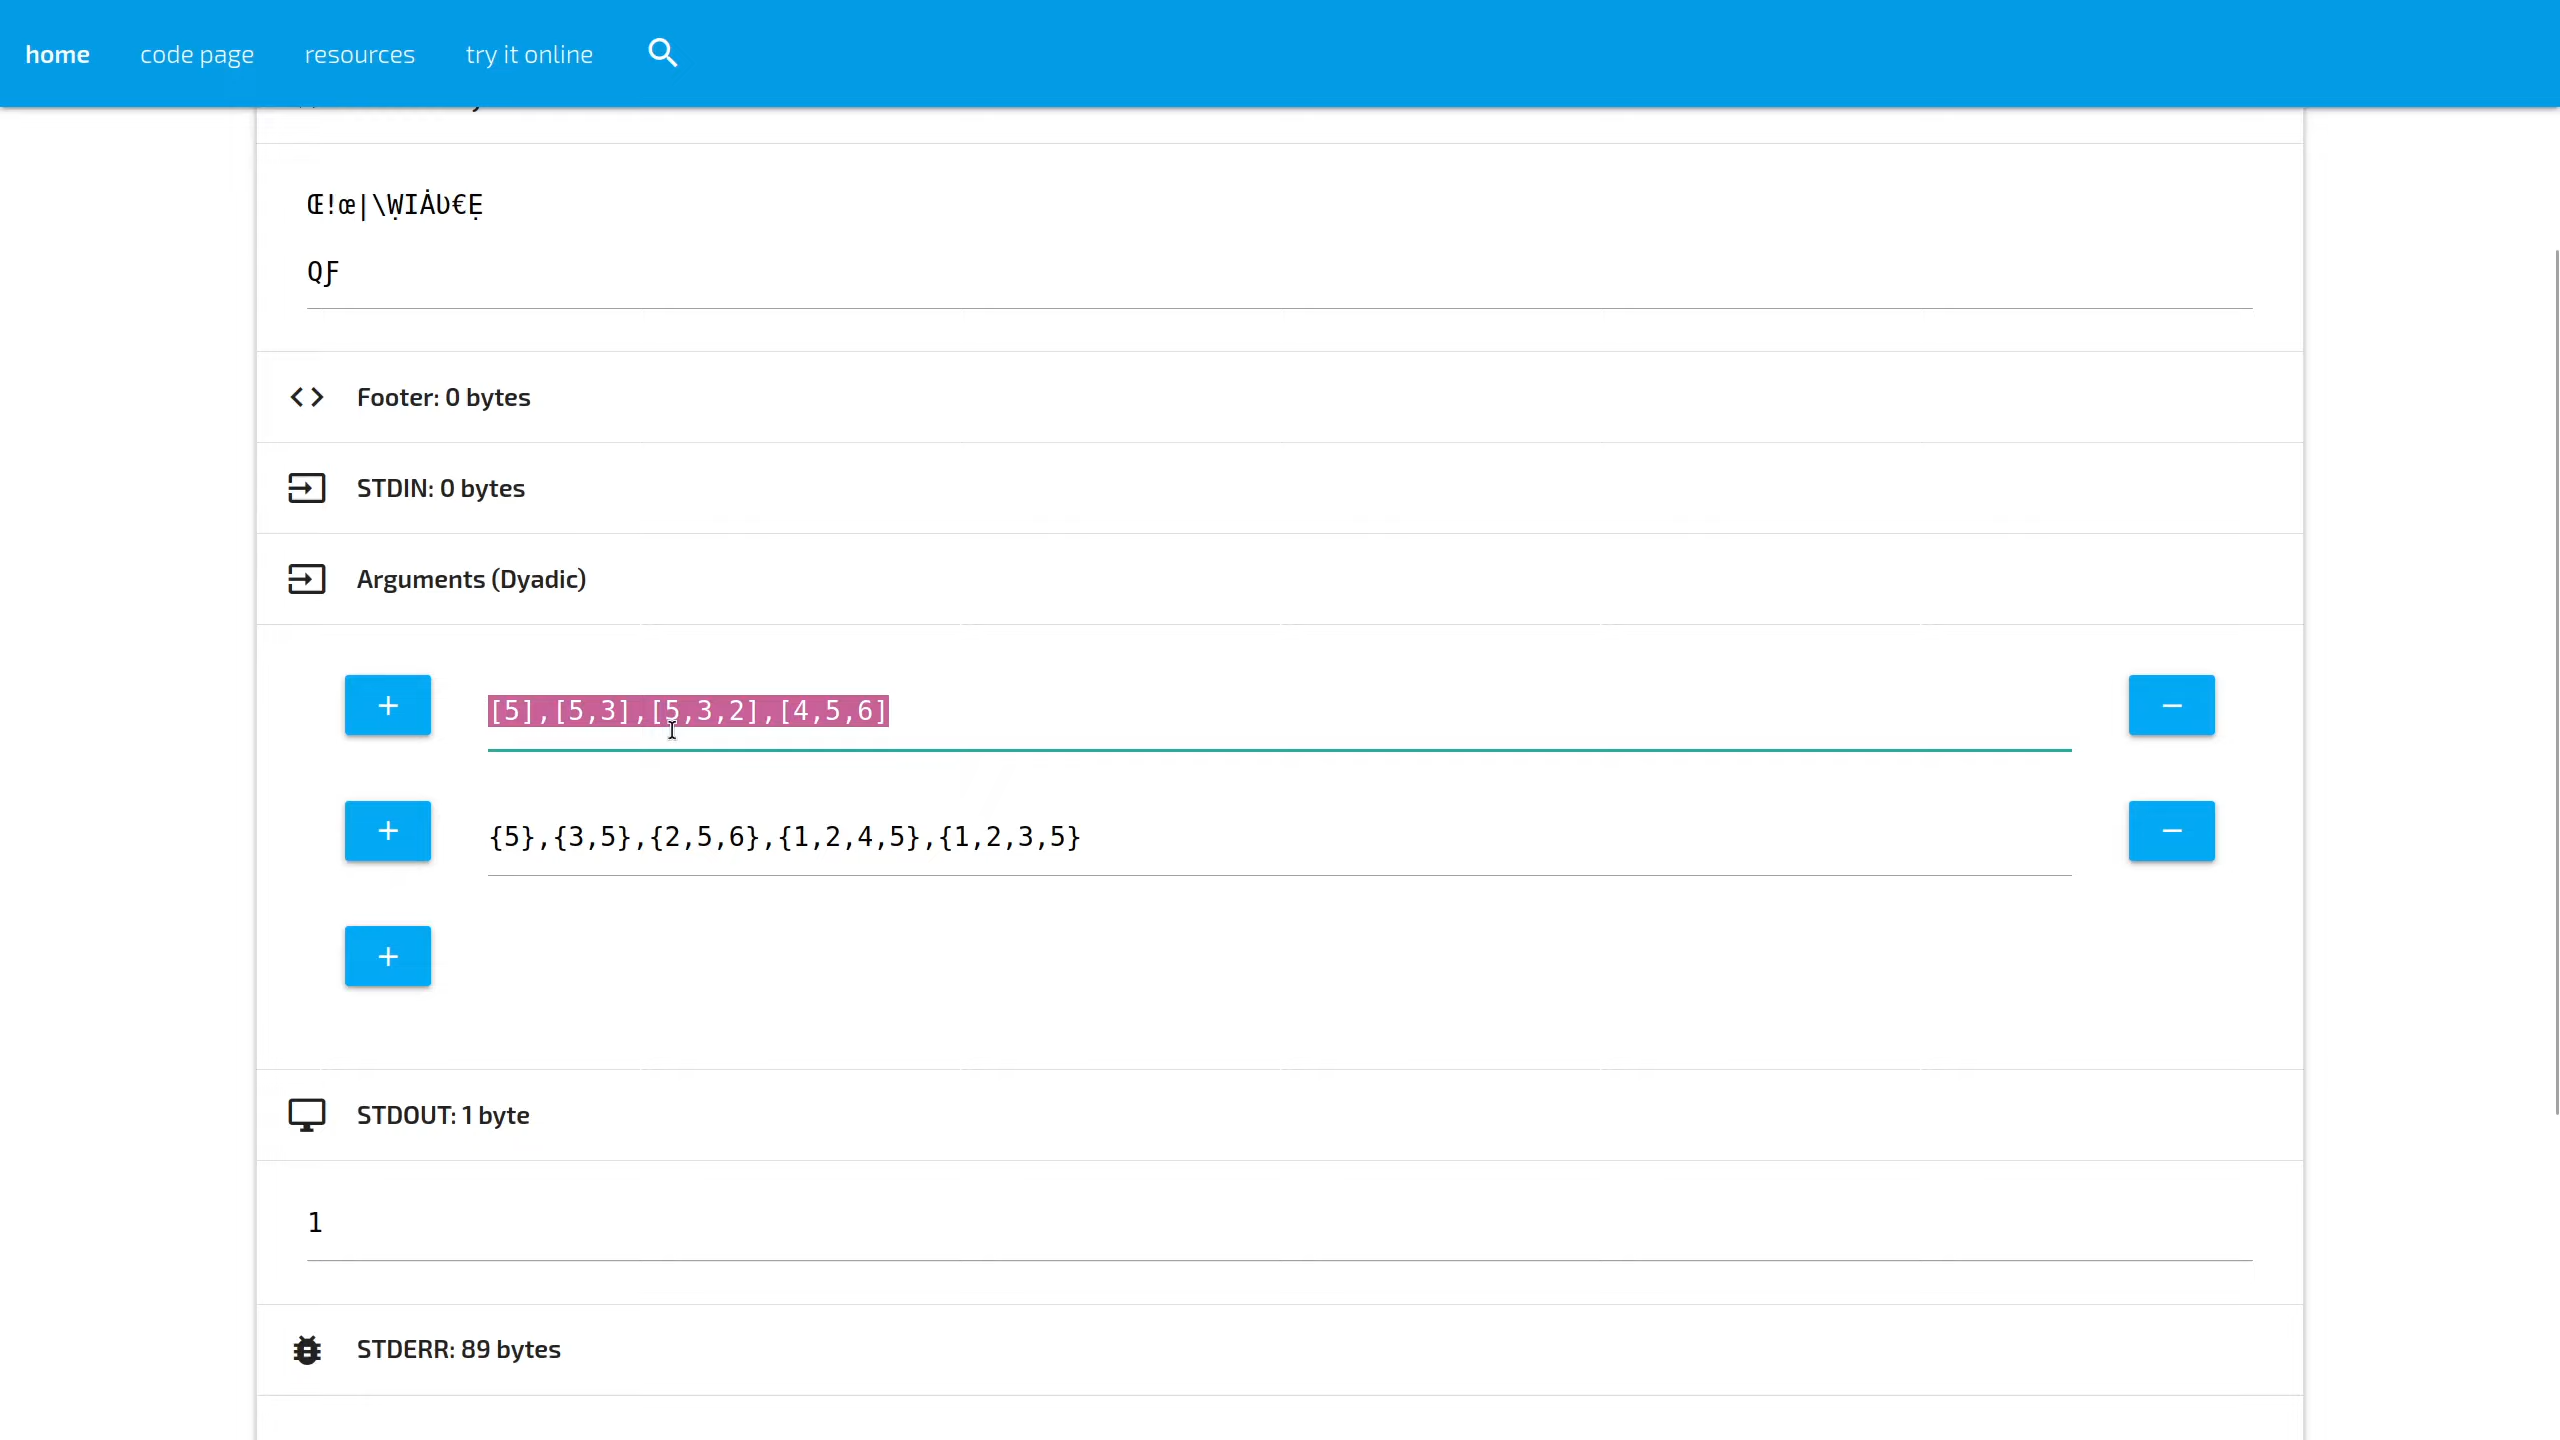 home code page resources try it online
Œ!œ|\ẈIȦƲ€Ẹ
QƑ
Footer: 0 bytes
STDIN: 0 bytes
Arguments (Dyadic)
+ [5],[5,3],[5,3,2],[4,5,6] −
+ {5},{3,5},{2,5,6},{1,2,4,5},{1,2,3,5} −
+
STDOUT: 1 byte
1
STDERR: 89 bytes